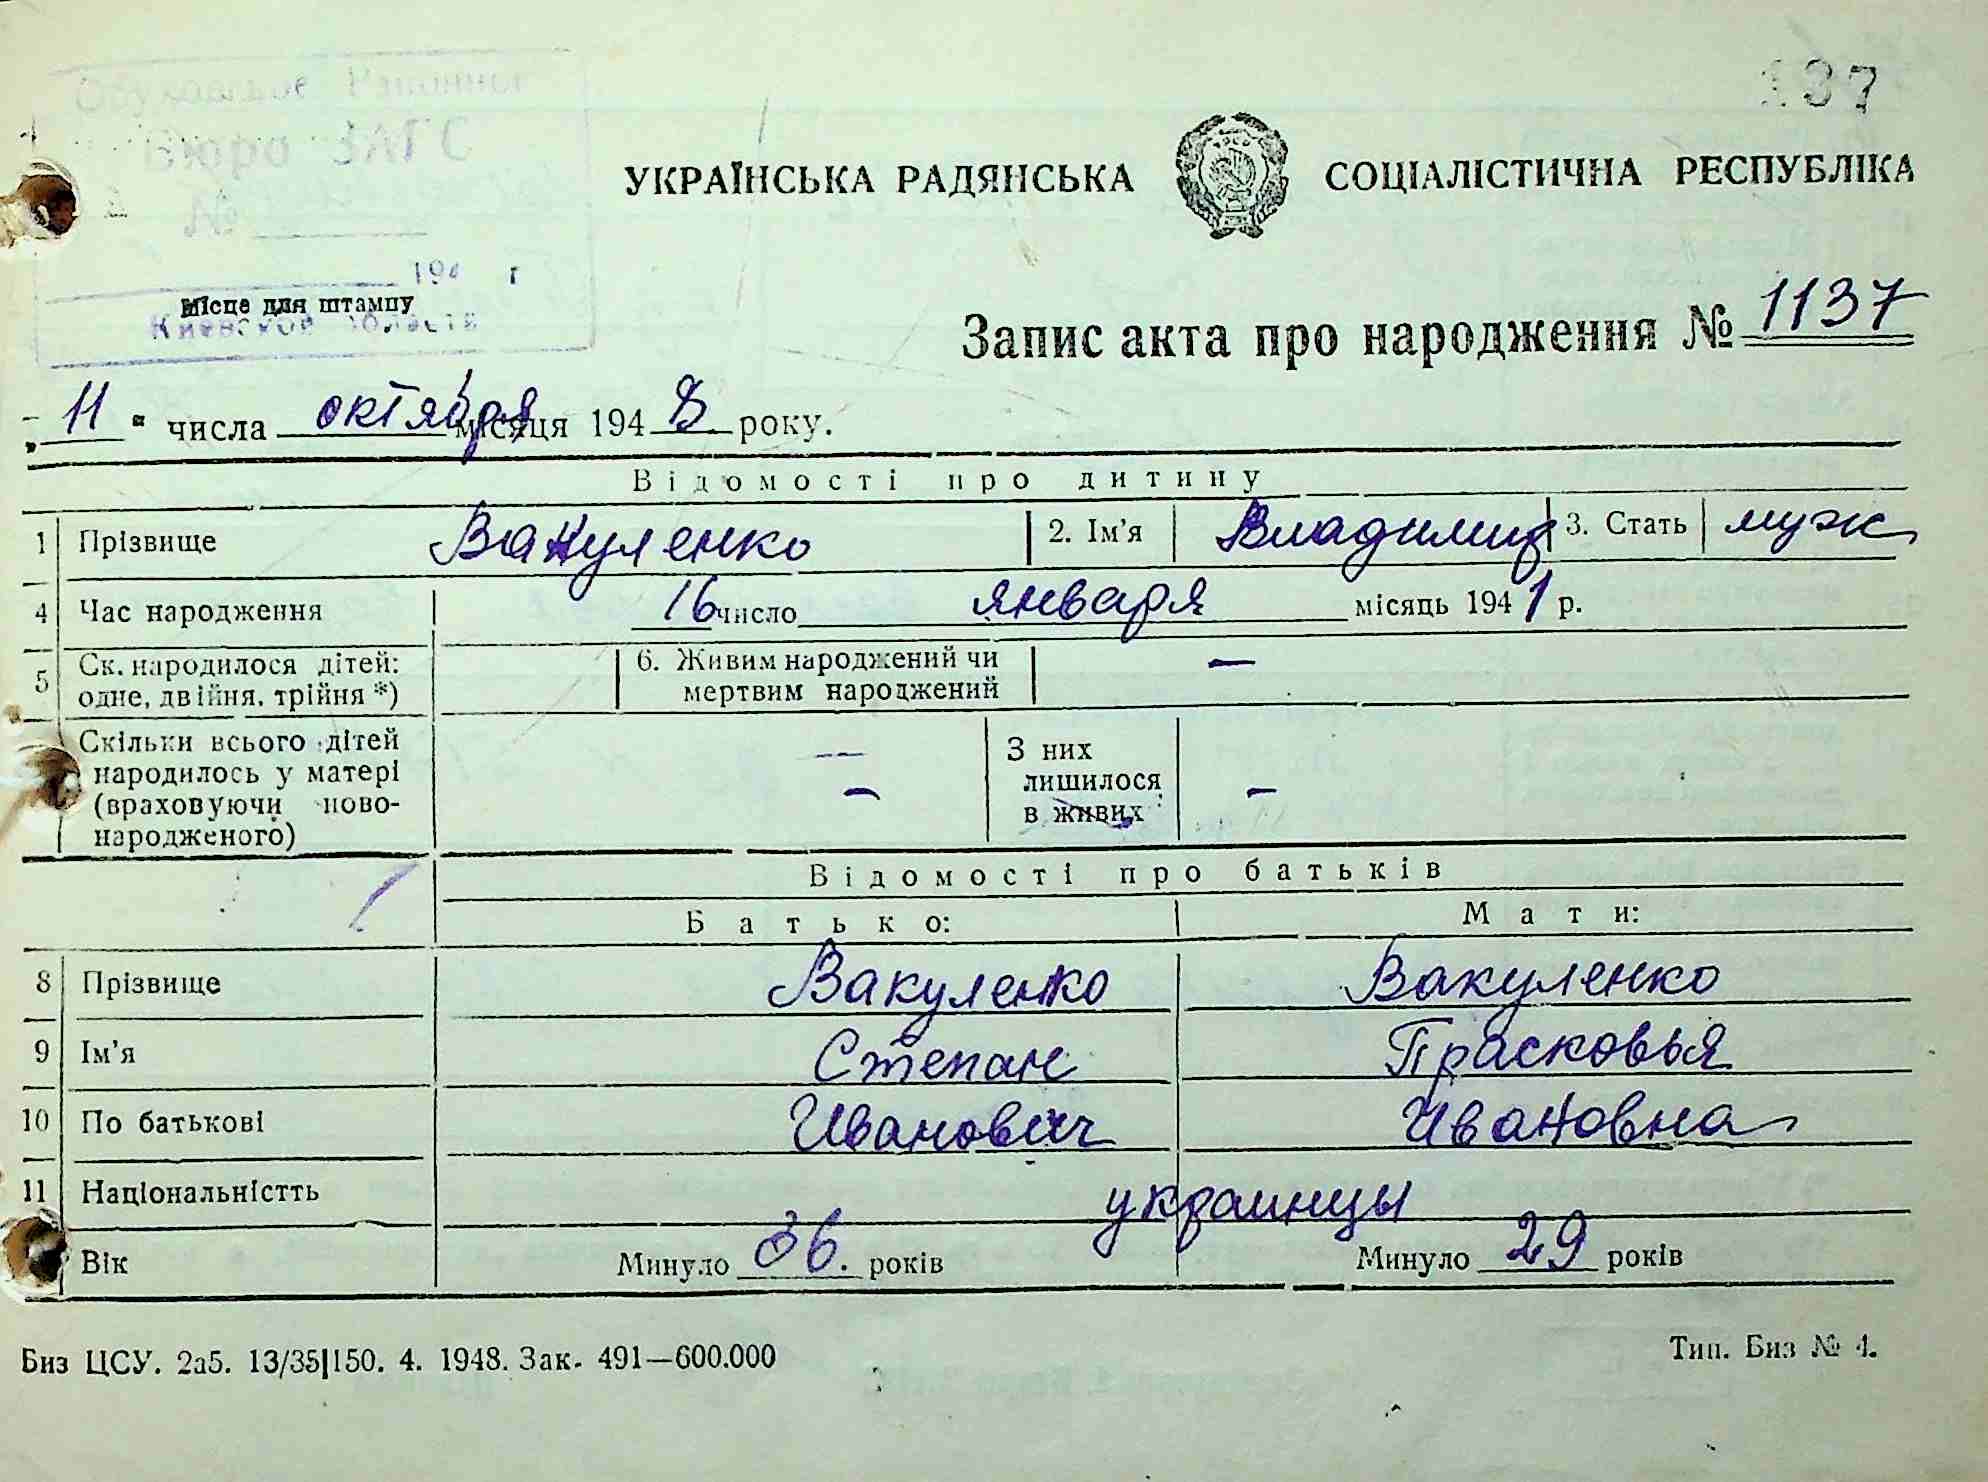 137
Бюро ЗАГС
№
194 г
Місце для штампу
Киевской области
УКРАЇНСЬКА РАДЯНСЬКА СОЦІАЛІСТИЧНА РЕСПУБЛІКА
Запис акта про народження № 1137
„11“ числа октября місяця 1948 року.
Відомості про дитину
1 Прізвище Вакуленко 2. Ім'я Владимир 3. Стать муж
4 Час народження 16 число января місяць 1941 р.
5 Ск. народилося дітей: одне, двійня, трійня *) 6. Живим народжений чи мертвим народжений —
Скільки всього дітей народилось у матері (враховуючи ново-народженого) — — З них лишилося в живих —
Відомості про батьків
Батько: Мати:
8 Прізвище Вакуленко Вакуленко
9 Ім'я Степан Прасковья
10 По батькові Иванович Ивановна
11 Національністть украинцы
Вік Минуло 36. років Минуло 29 років
Биз ЦСУ. 2а5. 13/35|150. 4. 1948. Зак. 491—600.000 Тип. Биз № 4.